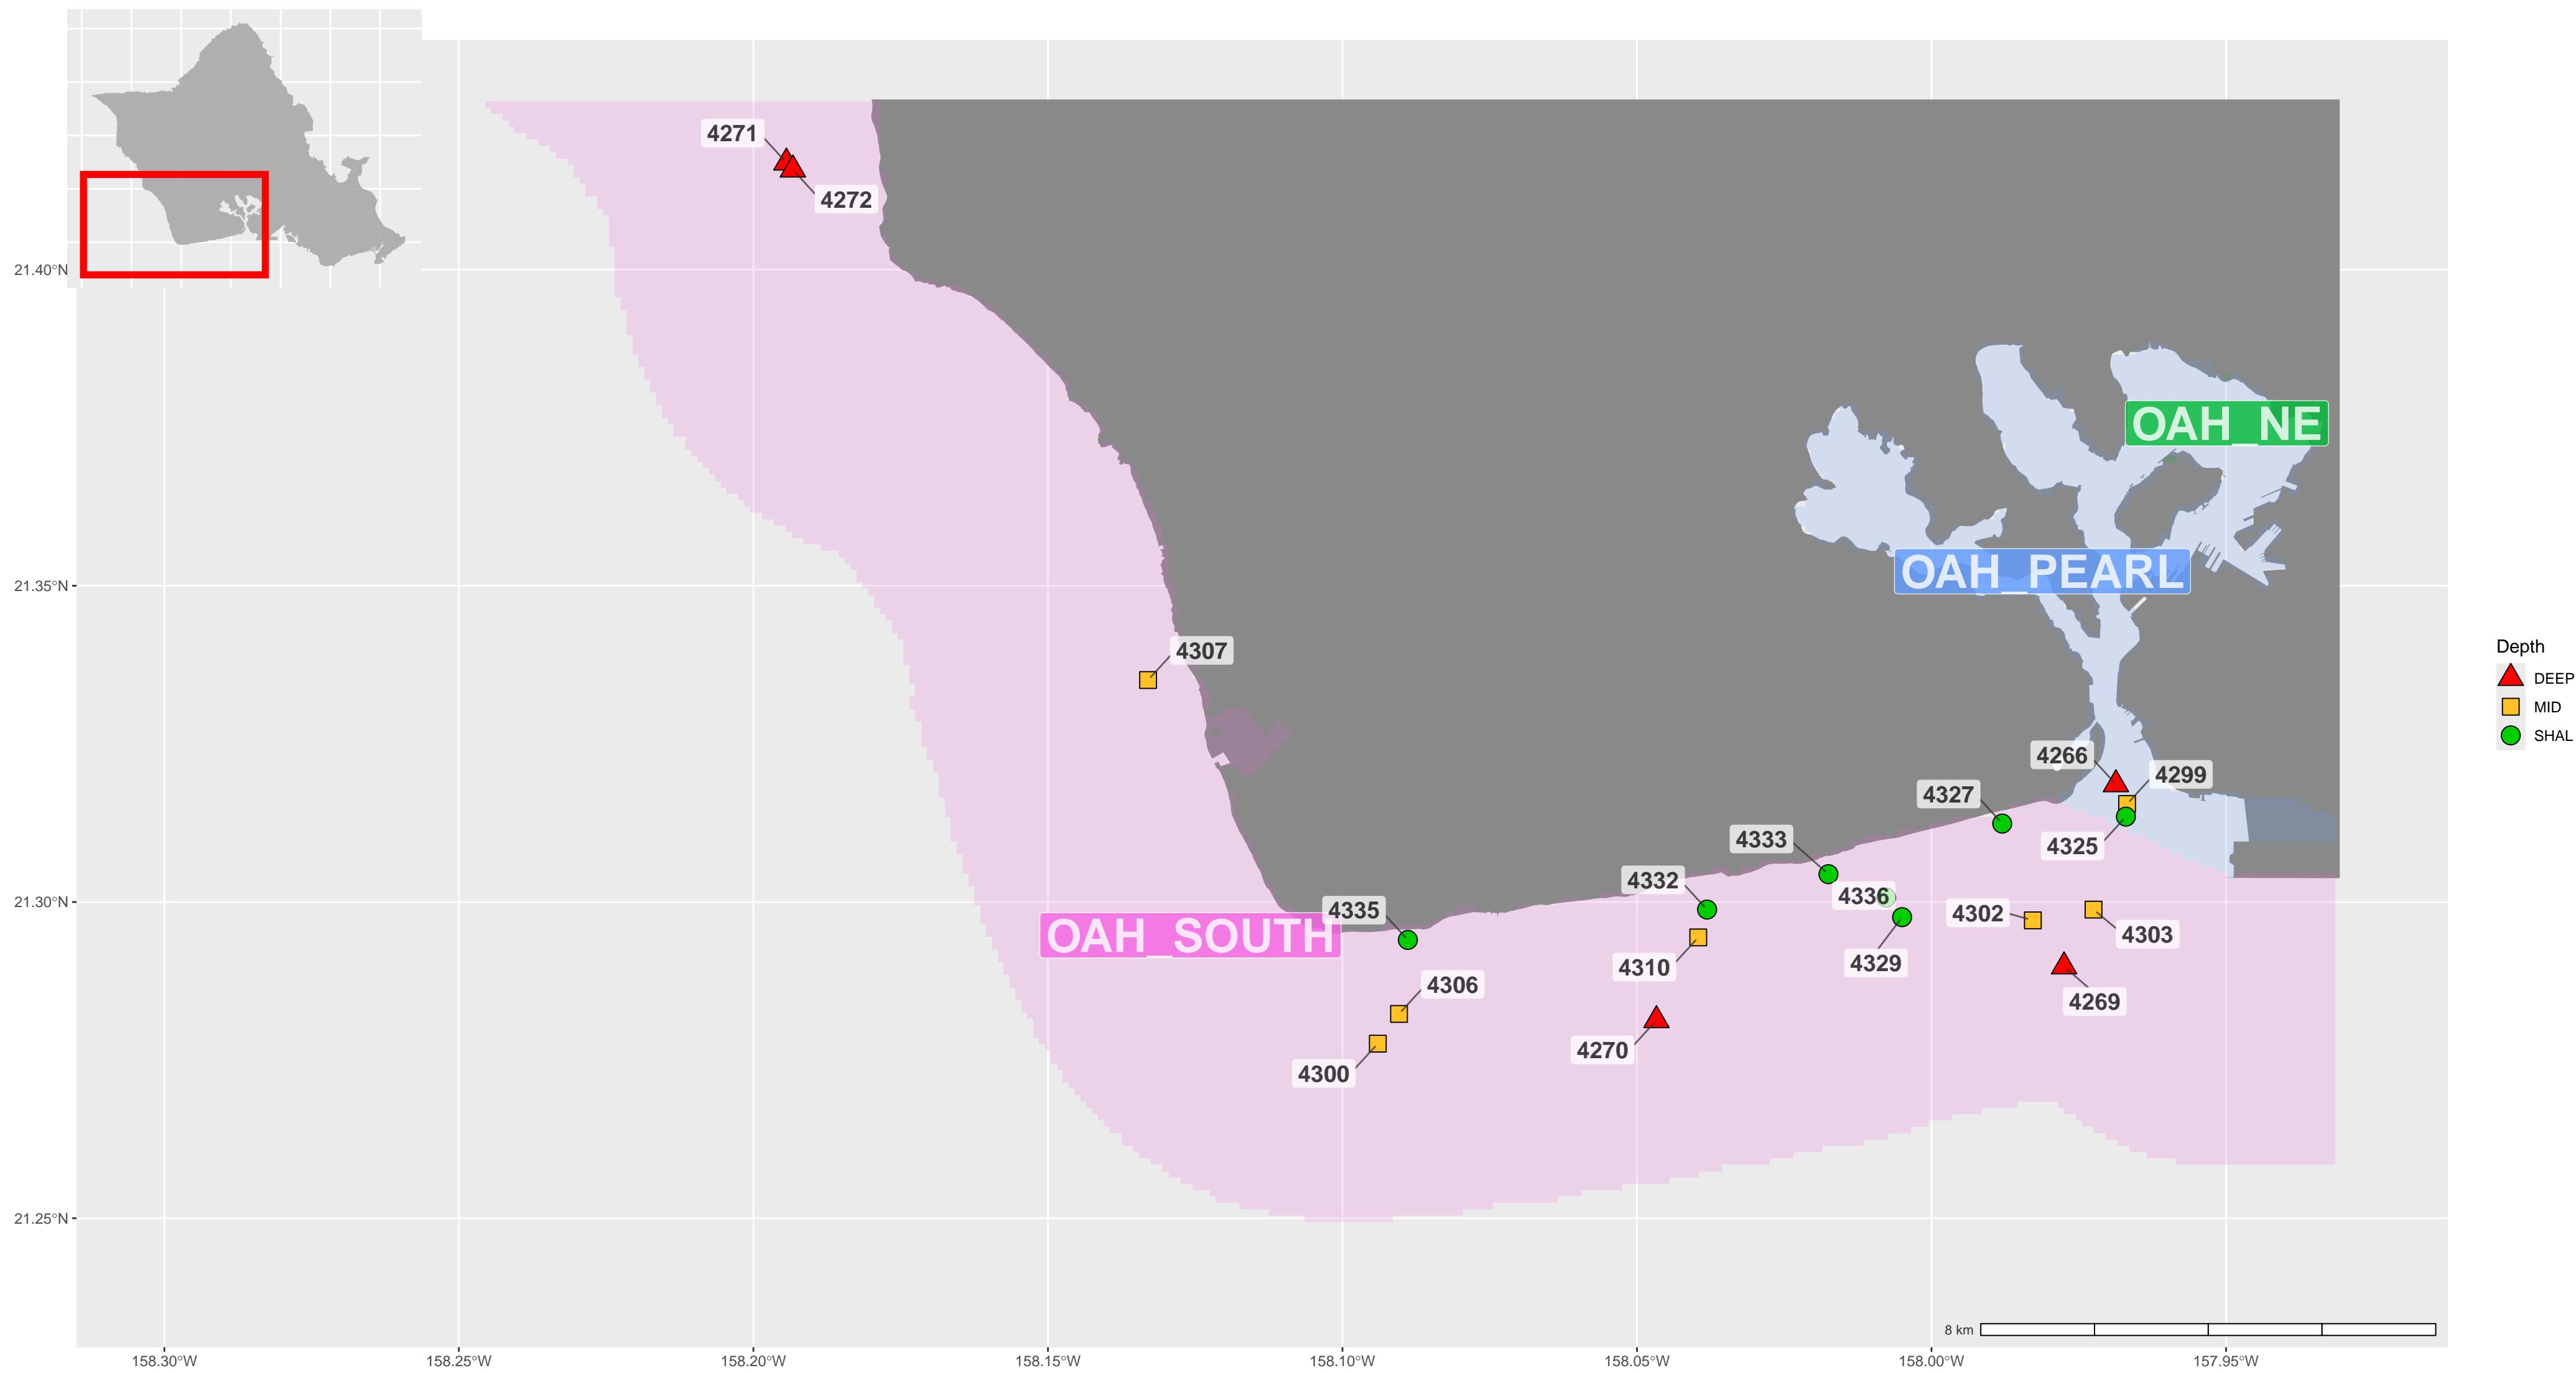 4271
4272
21.40°N
OAH_NE
21.35°N
OAH_PEARL
4307
Depth
DEEP
MID
SHAL
4266
4299
4327
4333
4325
4332
4336
21.30°N
4335
4302
4303
OAH_SOUTH
4310
4329
4306
4269
4270
4300
21.25°N
8 km
158.30°W
158.25°W
158.20°W
158.15°W
158.10°W
158.05°W
158.00°W
157.95°W